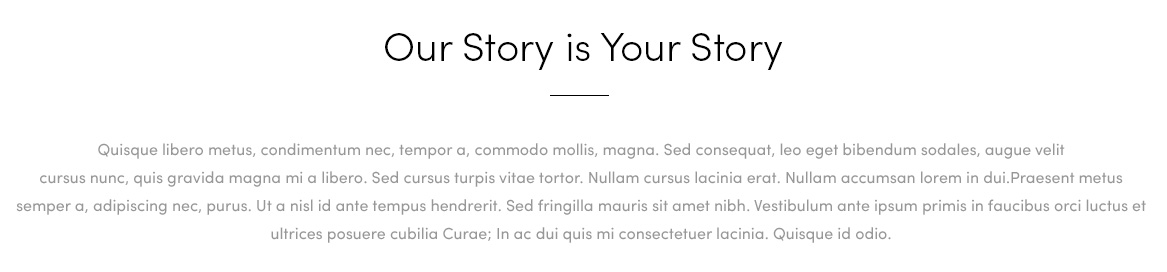 Our Story is Your Story
Quisque libero metus, condimentum nec, tempor a, commodo mollis, magna. Sed consequat, leo eget bibendum sodales, augue velit
cursus nunc, quis gravida magna mi a libero. Sed cursus turpis vitae tortor. Nullam cursus lacinia erat. Nullam accumsan lorem in dui.Praesent metus
semper a, adipiscing nec, purus. Ut a nisl id ante tempus hendrerit. Sed fringilla mauris sit amet nibh. Vestibulum ante ipsum primis in faucibus orci luctus et
ultrices posuere cubilia Curae; In ac dui quis mi consectetuer lacinia. Quisque id odio.